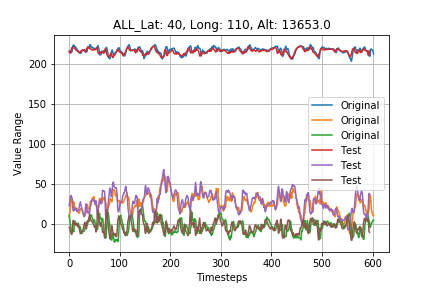 ALL_Lat: 40, Long: 110, Alt: 13653.0
Value Range
200
150
100
50
0
Original
Original
Original
Test
Test
Test
0
100
200
300
400
500
600
Timesteps